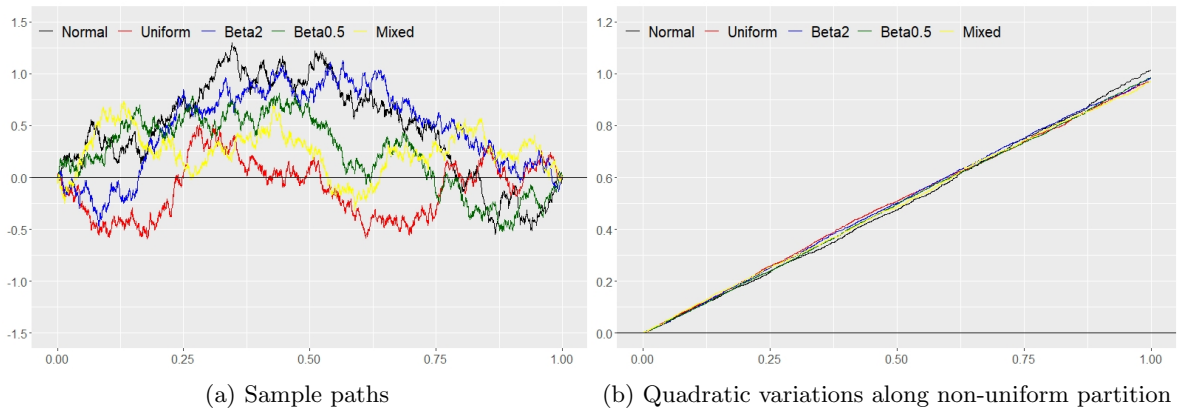 1.5
Normal Uniform Beta2 Beta0.5 Mixed
1.0
0.5
0.0
-0.5
-1.0
-1.5
0.00 0.25 0.50 0.75 1.00
(a) Sample paths
1.2
Normal Uniform Beta2 Beta0.5 Mixed
1.0
0.8
0.6
0.4
0.2
0.0
0.00 0.25 0.50 0.75 1.00
(b) Quadratic variations along non-uniform partition